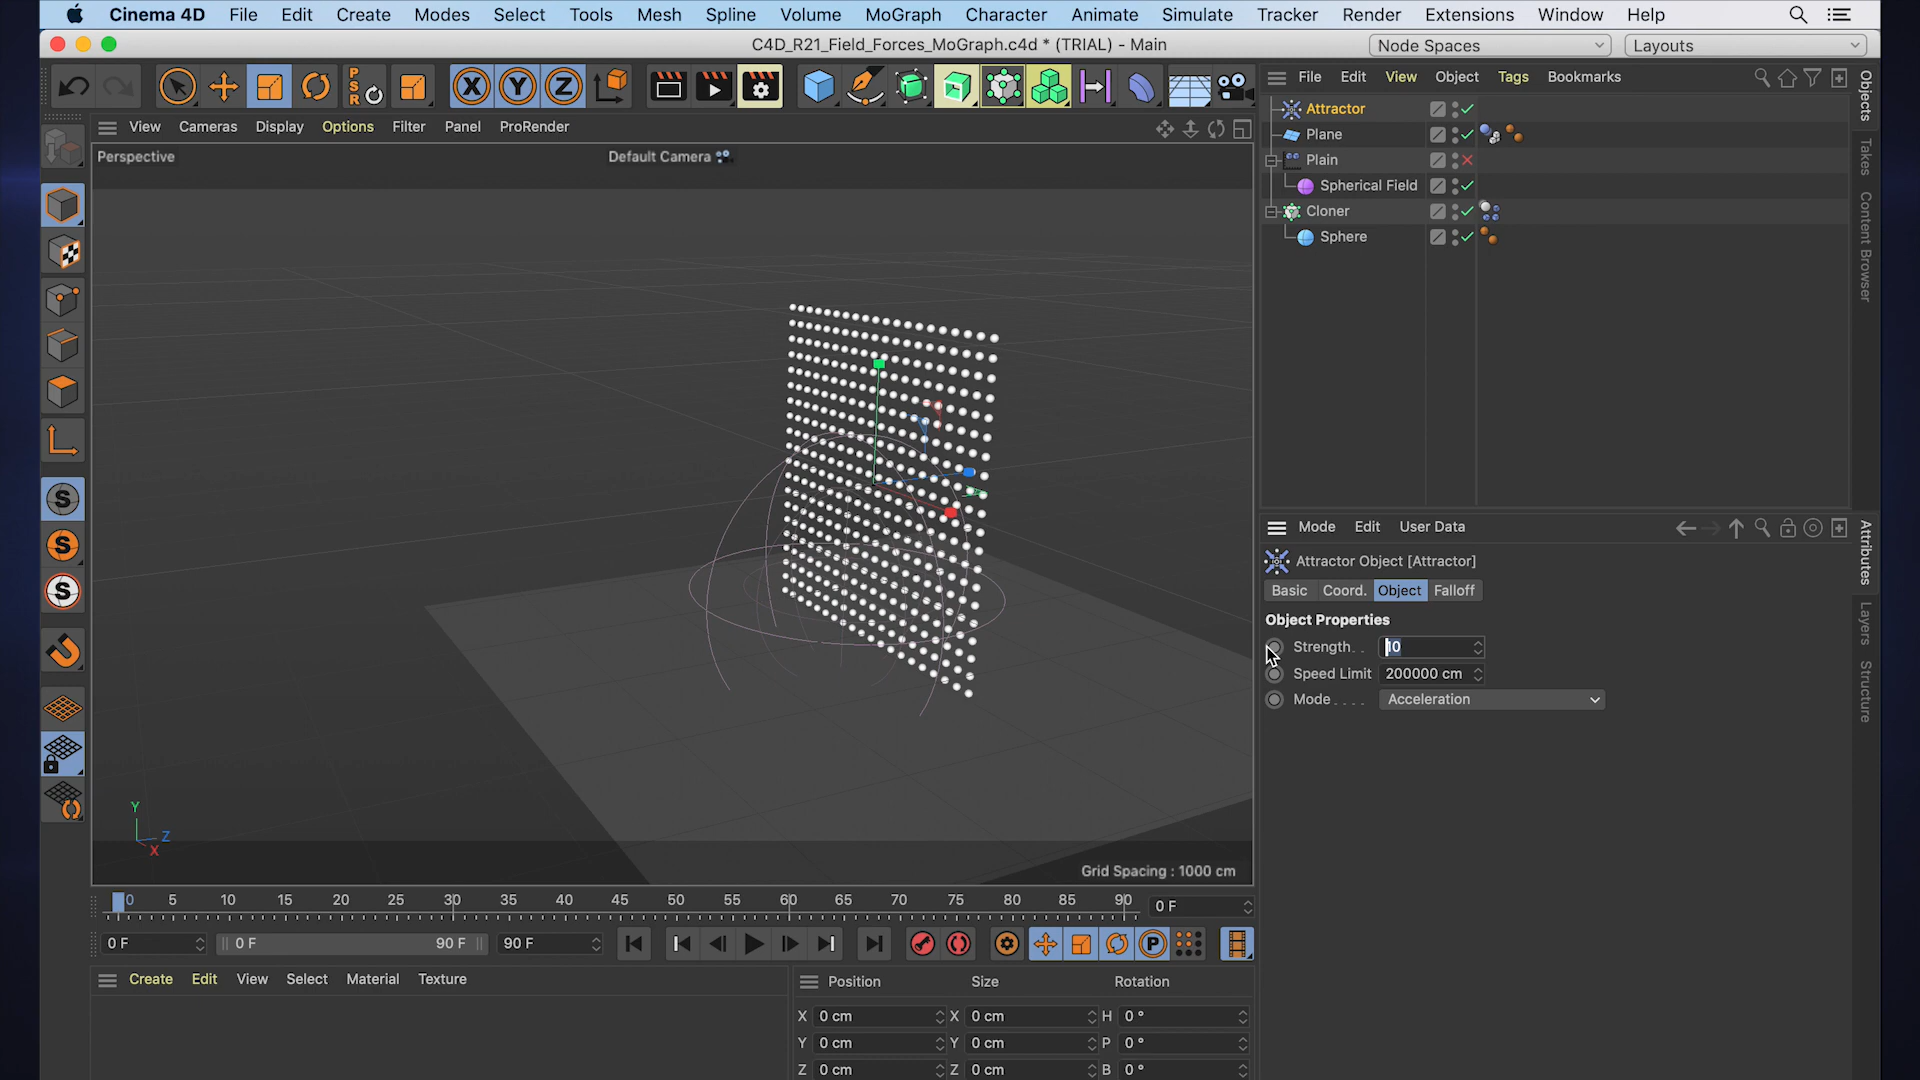 Cinema 4D File Edit Create Modes Select Tools Mesh Spline Volume MoGraph Character Animate Simulate Tracker Render Extensions Window Help
C4D_R21_Field_Forces_MoGraph.c4d * (TRIAL) - Main
Node Spaces
Layouts
PSR
X Y Z
File Edit View Object Tags Bookmarks
View Cameras Display Options Filter Panel ProRender
Perspective
Default Camera
Attractor
Plane
Plain
Spherical Field
Cloner
Sphere
Objects
Takes
Content Browser
S
S
S
Y
Z
X
Grid Spacing : 1000 cm
Mode Edit User Data
Attractor Object [Attractor]
Basic Coord. Object Falloff
Object Properties
Strength . . 10
Speed Limit 200000 cm
Mode . . . . Acceleration
Attributes
Layers
Structure
0 5 10 15 20 25 30 35 40 45 50 55 60 65 70 75 80 85 90
0 F
0 F
0 F
90 F
90 F
P
Create Edit View Select Material Texture
Position Size Rotation
X 0 cm X 0 cm H 0 °
Y 0 cm Y 0 cm P 0 °
Z 0 cm Z 0 cm B 0 °